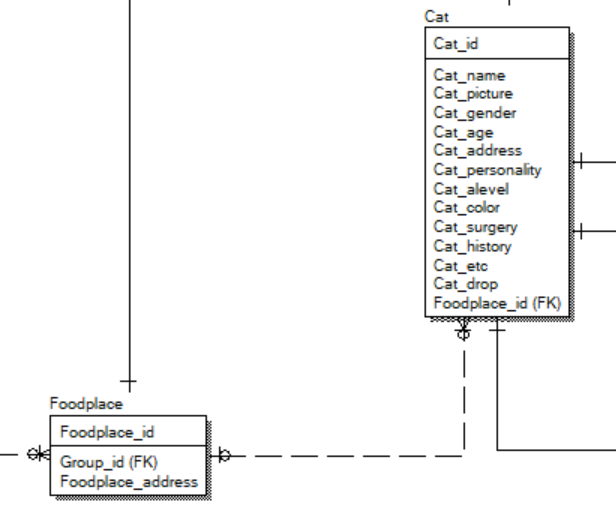 Cat
Cat_id
Cat_name
Cat_picture
Cat_gender
Cat_age
Cat_address
Cat_personality
Cat_alevel
Cat_color
Cat_surgery
Cat_history
Cat_etc
Cat_drop
Foodplace_id (FK)
Foodplace
Foodplace_id
Group_id (FK)
Foodplace_address